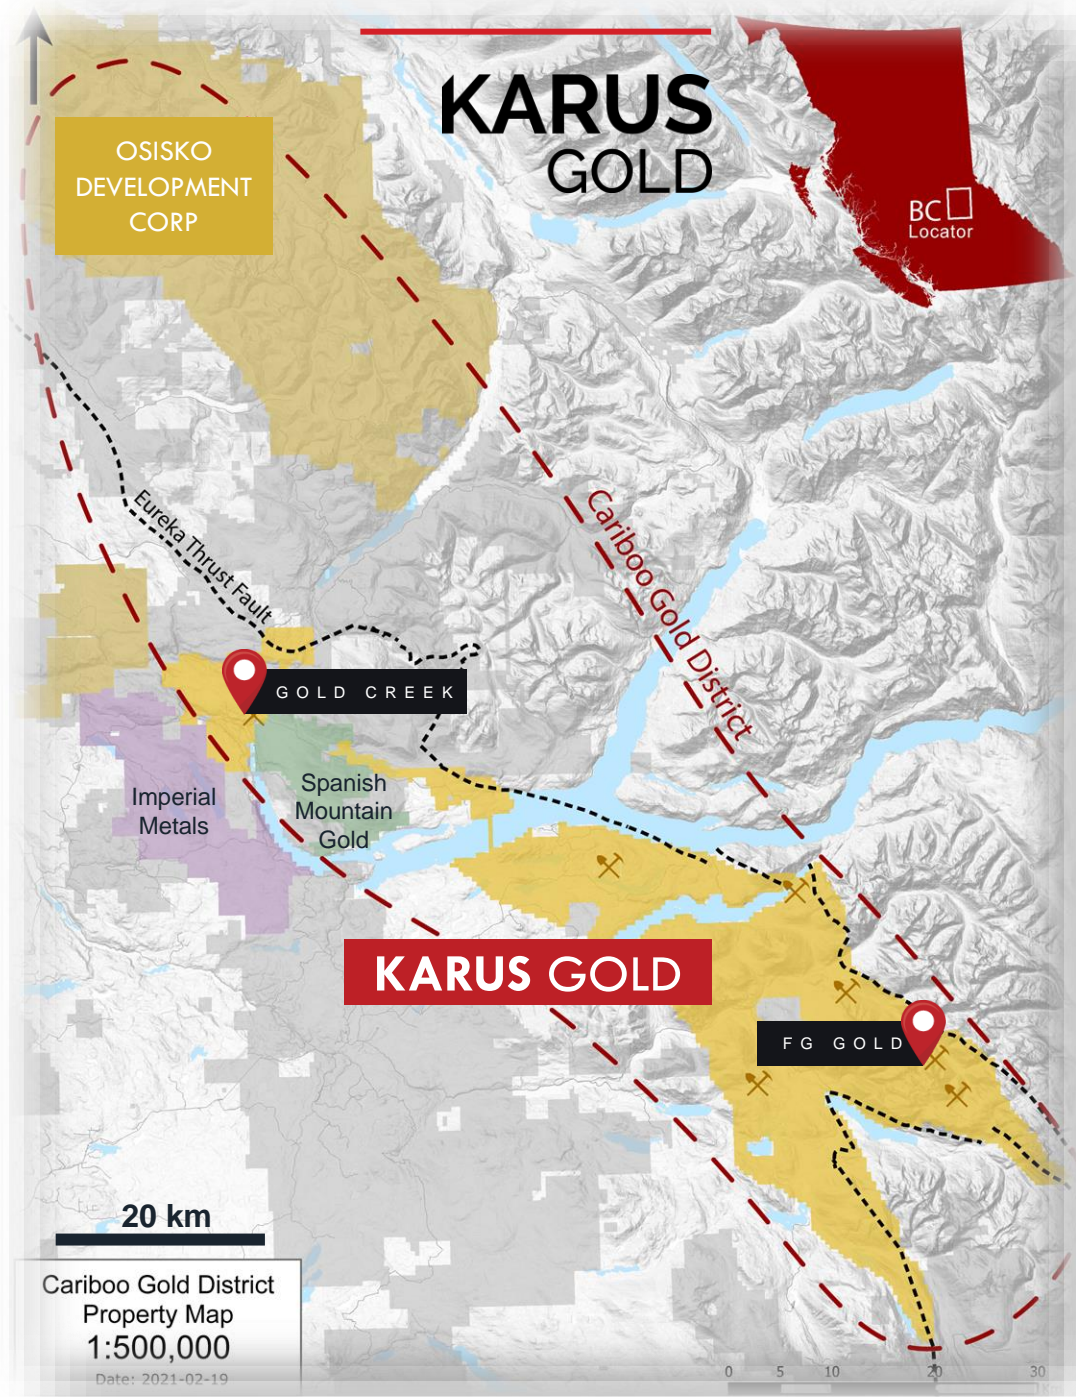 KARUS
GOLD
OSISKO
DEVELOPMENT
CORP
BC
Locator
Eureka Thrust Fault
Cariboo Gold District
GOLD CREEK
Imperial
Metals
Spanish
Mountain
Gold
KARUS GOLD
FG GOLD
20 km
Cariboo Gold District
Property Map
1:500,000
Date: 2021-02-19
0 5 10 20 30